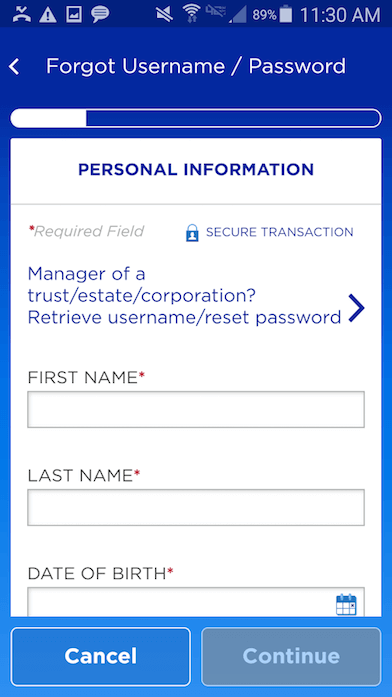 89% 11:30 AM
Forgot Username / Password
PERSONAL INFORMATION
*Required Field SECURE TRANSACTION
Manager of a
trust/estate/corporation?
Retrieve username/reset password
FIRST NAME*
LAST NAME*
DATE OF BIRTH*
Cancel Continue